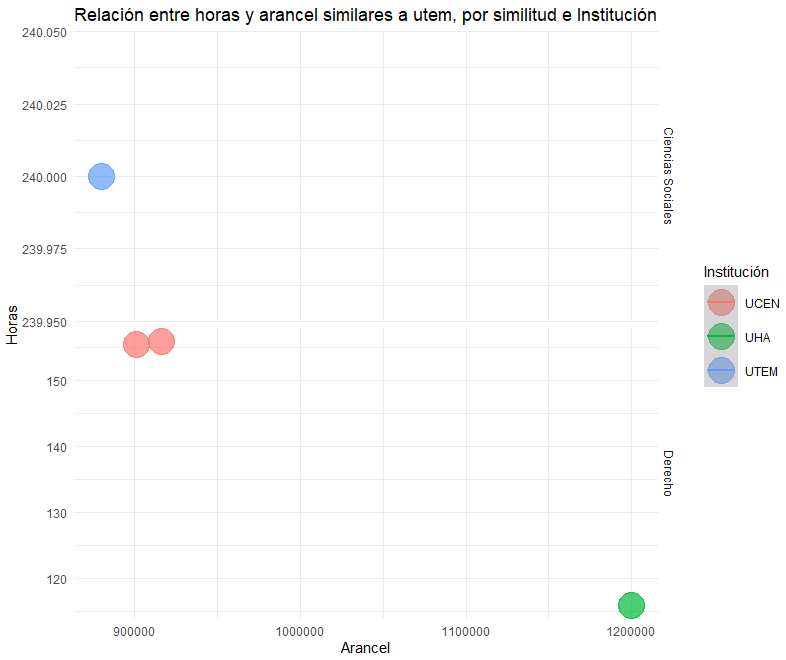 Relación entre horas y arancel similares a utem, por similitud e Institución
240.050
240.025
240.000
239.975
239.950
Ciencias Sociales
150
140
130
120
Derecho
Horas
900000
1000000
1100000
1200000
Arancel
Institución
UCEN
UHA
UTEM